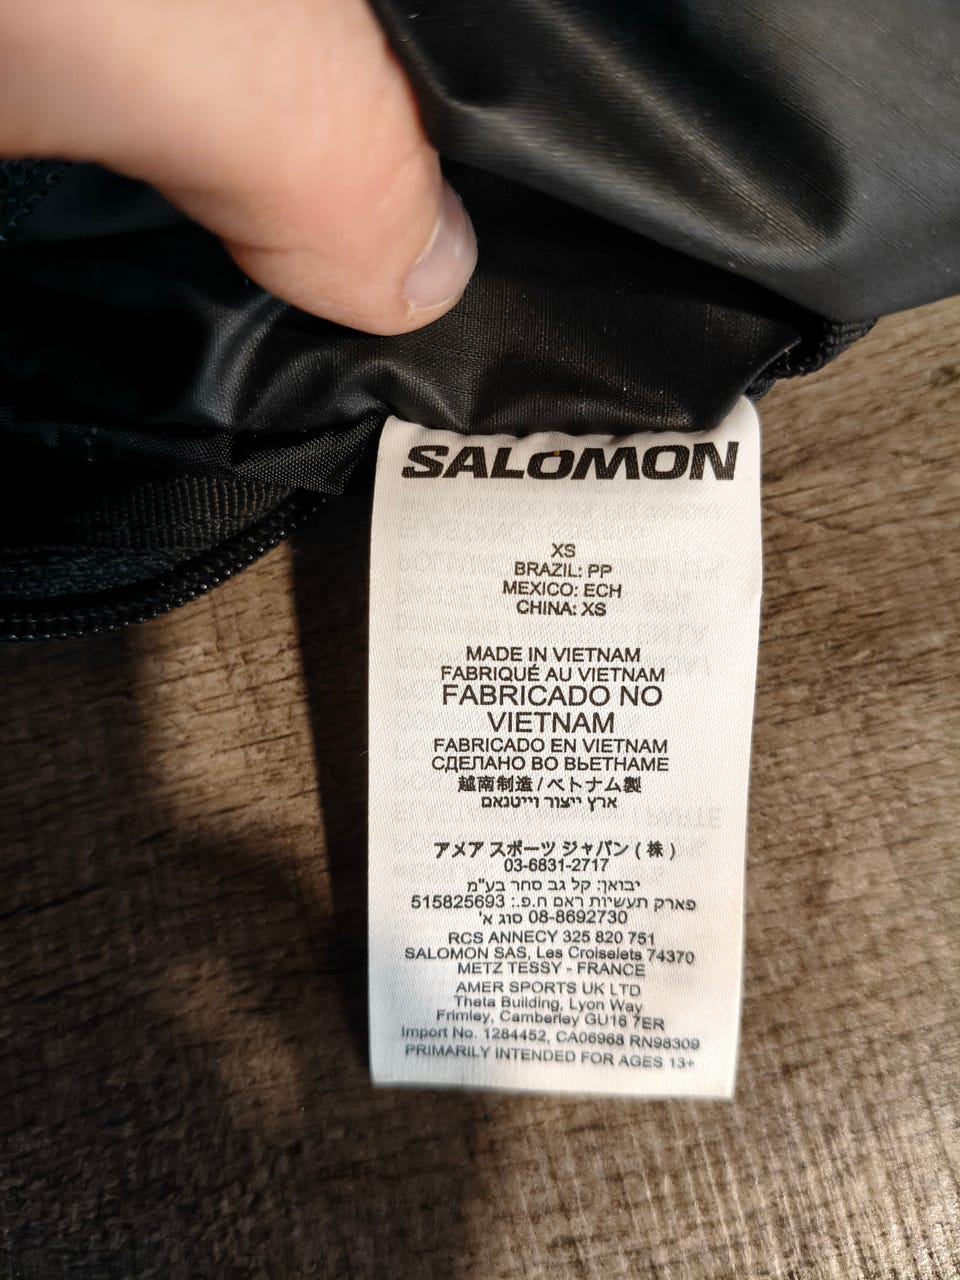 SALOMON
XS
BRAZIL: PP
MEXICO: ECH
CHINA: XS
MADE IN VIETNAM
FABRIQUÉ AU VIETNAM
FABRICADO NO
VIETNAM
FABRICADO EN VIETNAM
СДЕЛАНО ВО ВЬЕТНАМЕ
越南制造 / ベトナム製
ארץ ייצור וייטנאם
アメア スポーツ ジャパン ( 株 )
03-6831-2717
יבואן: קל גב סחר בע"מ
פארק תעשיות ראם ח.פ.: 515825693
08-8692730 סוג א'
RCS ANNECY 325 820 751
SALOMON SAS, Les Croiselets 74370
METZ TESSY - FRANCE
AMER SPORTS UK LTD
Theta Building, Lyon Way
Frimley, Camberley GU16 7ER
Import No. 1284452, CA06968 RN98309
PRIMARILY INTENDED FOR AGES 13+